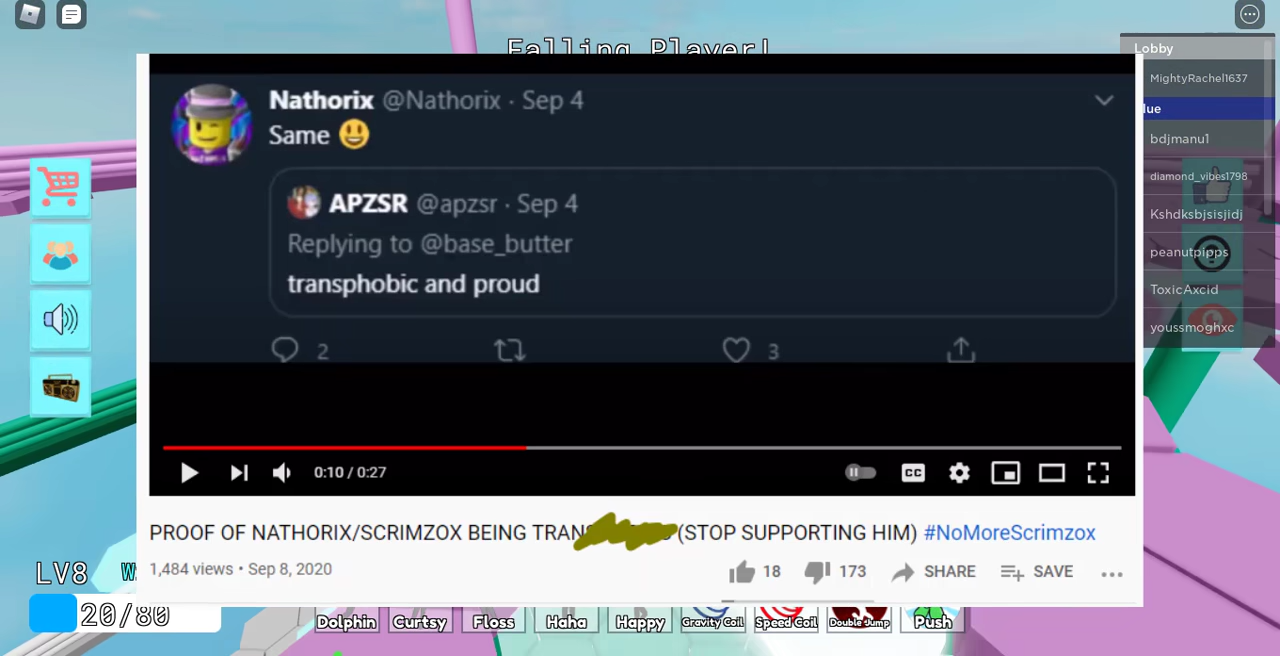 Falling Player!
Lobby
MightyRachel1637
lue
bdjmanu1
diamond_vibes1798
Kshdksbjsisjidj
peanutpipps
ToxicAxcid
youssmoghxc
Nathorix @Nathorix · Sep 4
Same 😃
APZSR @apzsr · Sep 4
Replying to @base_butter
transphobic and proud
2
3
0:10 / 0:27
CC
PROOF OF NATHORIX/SCRIMZOX BEING TRAN (STOP SUPPORTING HIM) #NoMoreScrimzox
1,484 views • Sep 8, 2020
18 173 SHARE SAVE
LV8 W
20/80
Dolphin Curtsy Floss Haha Happy Gravity Coil Speed Coil Double Jump Push